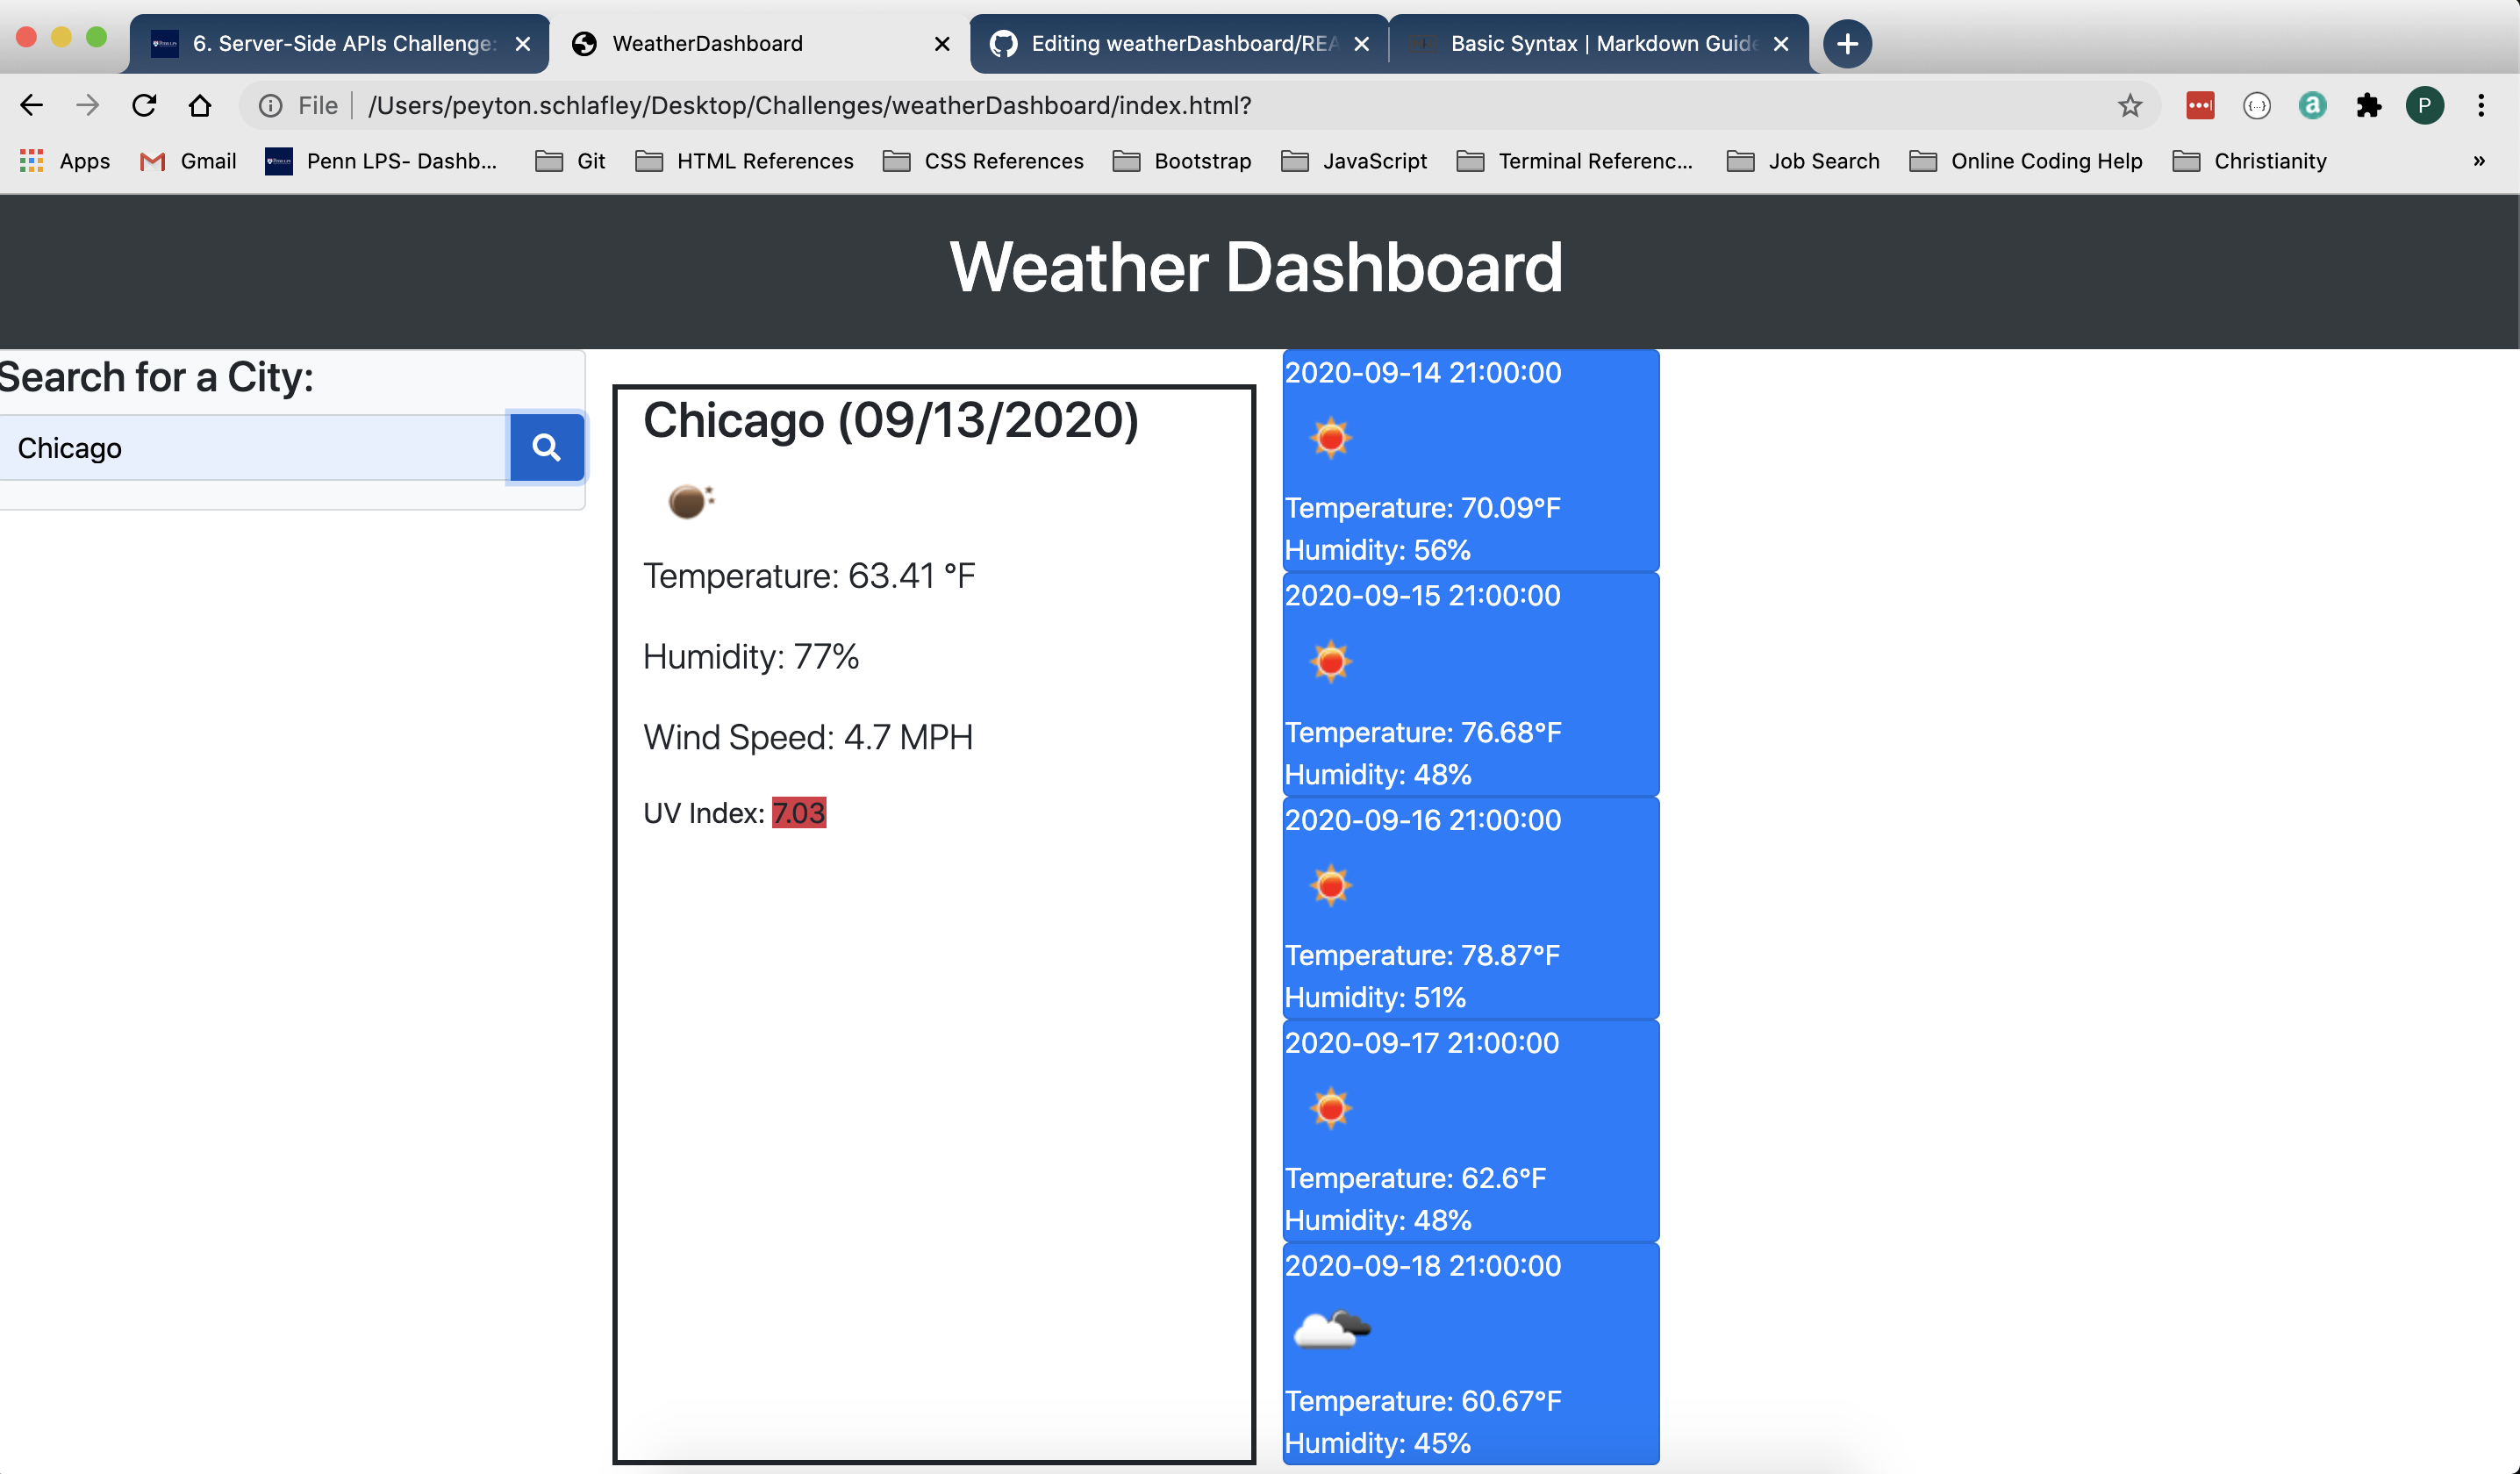 6. Server-Side APIs Challenge:
WeatherDashboard
Editing weatherDashboard/REA
Basic Syntax | Markdown Guide
File
/Users/peyton.schlafley/Desktop/Challenges/weatherDashboard/index.html?
P
Apps
Gmail
Penn LPS- Dashb...
Git
HTML References
CSS References
Bootstrap
JavaScript
Terminal Referenc...
Job Search
Online Coding Help
Christianity
»
Weather Dashboard
Search for a City:
Chicago
Chicago (09/13/2020)
Temperature: 63.41 °F
Humidity: 77%
Wind Speed: 4.7 MPH
UV Index: 7.03
2020-09-14 21:00:00
Temperature: 70.09°F
Humidity: 56%
2020-09-15 21:00:00
Temperature: 76.68°F
Humidity: 48%
2020-09-16 21:00:00
Temperature: 78.87°F
Humidity: 51%
2020-09-17 21:00:00
Temperature: 62.6°F
Humidity: 48%
2020-09-18 21:00:00
Temperature: 60.67°F
Humidity: 45%